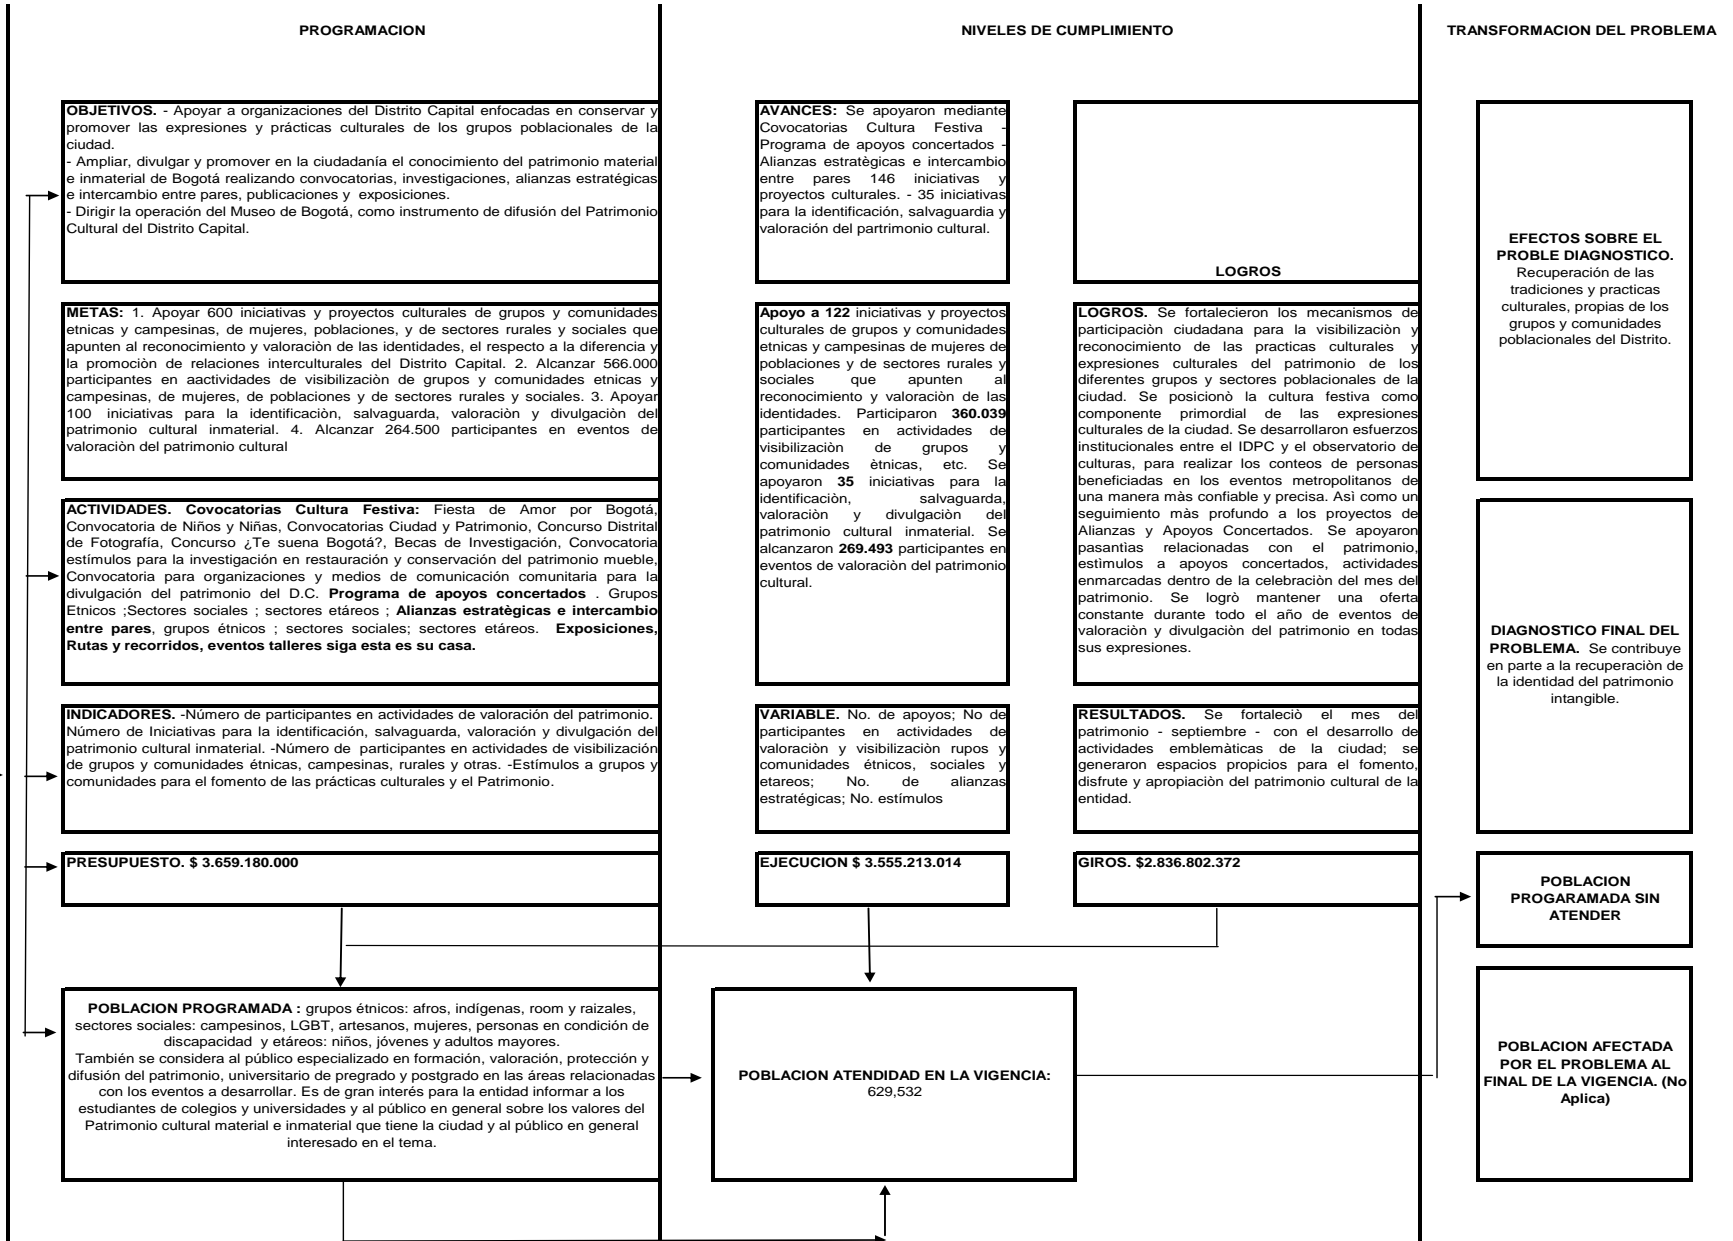 PROGRAMACION
NIVELES DE CUMPLIMIENTO
TRANSFORMACION DEL PROBLEMA
OBJETIVOS. - Apoyar a organizaciones del Distrito Capital enfocadas en conservar y
promover las expresiones y prácticas culturales de los grupos poblacionales de la
ciudad.
- Ampliar, divulgar y promover en la ciudadanía el conocimiento del patrimonio material
e inmaterial de Bogotá realizando convocatorias, investigaciones, alianzas estratégicas
e intercambio entre pares, publicaciones y exposiciones.
- Dirigir la operación del Museo de Bogotá, como instrumento de difusión del Patrimonio
Cultural del Distrito Capital.
AVANCES: Se apoyaron mediante
Covocatorias Cultura Festiva -
Programa de apoyos concertados -
Alianzas estratègicas e intercambio
entre pares 146 iniciativas y
proyectos culturales. - 35 iniciativas
para la identificación, salvaguardia y
valoración del partrimonio cultural.
LOGROS
EFECTOS SOBRE EL
PROBLE DIAGNOSTICO.
Recuperación de las
tradiciones y practicas
culturales, propias de los
grupos y comunidades
poblacionales del Distrito.
METAS: 1. Apoyar 600 iniciativas y proyectos culturales de grupos y comunidades
etnicas y campesinas, de mujeres, poblaciones, y de sectores rurales y sociales que
apunten al reconocimiento y valoraciòn de las identidades, el respecto a la diferencia y
la promociòn de relaciones interculturales del Distrito Capital. 2. Alcanzar 566.000
participantes en aactividades de visibilizaciòn de grupos y comunidades etnicas y
campesinas, de mujeres, de poblaciones y de sectores rurales y sociales. 3. Apoyar
100 iniciativas para la identificaciòn, salvaguarda, valoraciòn y divulgaciòn del
patrimonio cultural inmaterial. 4. Alcanzar 264.500 participantes en eventos de
valoraciòn del patrimonio cultural
Apoyo a 122 iniciativas y proyectos
culturales de grupos y comunidades
etnicas y campesinas de mujeres de
poblaciones y de sectores rurales y
sociales que apunten al
reconocimiento y valoraciòn de las
identidades. Participaron 360.039
participantes en actividades de
visibilización de grupos y
comunidades ètnicas, etc. Se
apoyaron 35 iniciativas para la
identificaciòn, salvaguarda,
valoraciòn y divulgaciòn del
patrimonio cultural inmaterial. Se
alcanzaron 269.493 participantes en
eventos de valoraciòn del patrimonio
cultural.
LOGROS. Se fortalecieron los mecanismos de
participaciòn ciudadana para la visibilizaciòn y
reconocimiento de las practicas culturales y
expresiones culturales del patrimonio de los
diferentes grupos y sectores poblacionales de la
ciudad. Se posicionò la cultura festiva como
componente primordial de las expresiones
culturales de la ciudad. Se desarrollaron esfuerzos
institucionales entre el IDPC y el observatorio de
culturas, para realizar los conteos de personas
beneficiadas en los eventos metropolitanos de
una manera màs confiable y precisa. Asì como un
seguimiento màs profundo a los proyectos de
Alianzas y Apoyos Concertados. Se apoyaron
pasantìas relacionadas con el patrimonio,
estìmulos a apoyos concertados, actividades
enmarcadas dentro de la celebraciòn del mes del
patrimonio. Se logrò mantener una oferta
constante durante todo el año de eventos de
valoraciòn y divulgaciòn del patrimonio en todas
sus expresiones.
ACTIVIDADES. Covocatorias Cultura Festiva: Fiesta de Amor por Bogotá,
Convocatoria de Niños y Niñas, Convocatorias Ciudad y Patrimonio, Concurso Distrital
de Fotografía, Concurso ¿Te suena Bogotá?, Becas de Investigación, Convocatoria
estímulos para la investigación en restauración y conservación del patrimonio mueble,
Convocatoria para organizaciones y medios de comunicación comunitaria para la
divulgación del patrimonio del D.C. Programa de apoyos concertados . Grupos
Etnicos ;Sectores sociales ; sectores etáreos ; Alianzas estratègicas e intercambio
entre pares, grupos étnicos ; sectores sociales; sectores etáreos. Exposiciones,
Rutas y recorridos, eventos talleres siga esta es su casa.
DIAGNOSTICO FINAL DEL
PROBLEMA. Se contribuye
en parte a la recuperaciòn de
la identidad del patrimonio
intangible.
INDICADORES. -Número de participantes en actividades de valoración del patrimonio.
Número de Iniciativas para la identificación, salvaguarda, valoración y divulgación del
patrimonio cultural inmaterial. -Número de participantes en actividades de visibilización
de grupos y comunidades étnicas, campesinas, rurales y otras. -Estímulos a grupos y
comunidades para el fomento de las prácticas culturales y el Patrimonio.
VARIABLE. No. de apoyos; No de
participantes en actividades de
valoraciòn y visibilizaciòn rupos y
comunidades étnicos, sociales y
etareos; No. de alianzas
estratégicas; No. estímulos
RESULTADOS. Se fortaleciò el mes del
patrimonio - septiembre - con el desarrollo de
actividades emblemàticas de la ciudad; se
generaron espacios propicios para el fomento,
disfrute y apropiaciòn del patrimonio cultural de la
entidad.
PRESUPUESTO. $ 3.659.180.000
EJECUCION $ 3.555.213.014
GIROS. $2.836.802.372
POBLACION
PROGARAMADA SIN
ATENDER
POBLACION PROGRAMADA : grupos étnicos: afros, indígenas, room y raizales,
sectores sociales: campesinos, LGBT, artesanos, mujeres, personas en condición de
discapacidad y etáreos: niños, jóvenes y adultos mayores.
También se considera al público especializado en formación, valoración, protección y
difusión del patrimonio, universitario de pregrado y postgrado en las áreas relacionadas
con los eventos a desarrollar. Es de gran interés para la entidad informar a los
estudiantes de colegios y universidades y al público en general sobre los valores del
Patrimonio cultural material e inmaterial que tiene la ciudad y al público en general
interesado en el tema.
POBLACION ATENDIDAD EN LA VIGENCIA:
629,532
POBLACION AFECTADA
POR EL PROBLEMA AL
FINAL DE LA VIGENCIA. (No
Aplica)